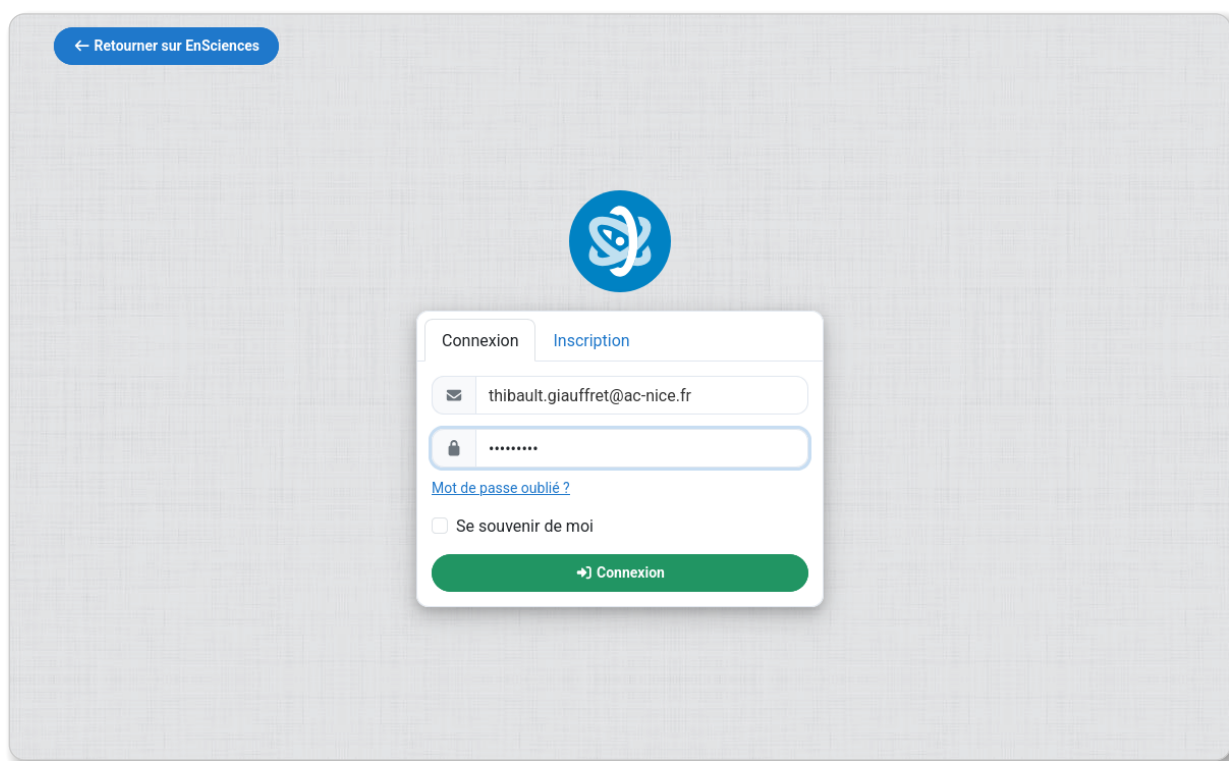 ← Retourner sur EnSciences
Connexion Inscription
thibault.giauffret@ac-nice.fr
•••••••••
Mot de passe oublié ?
Se souvenir de moi
Connexion